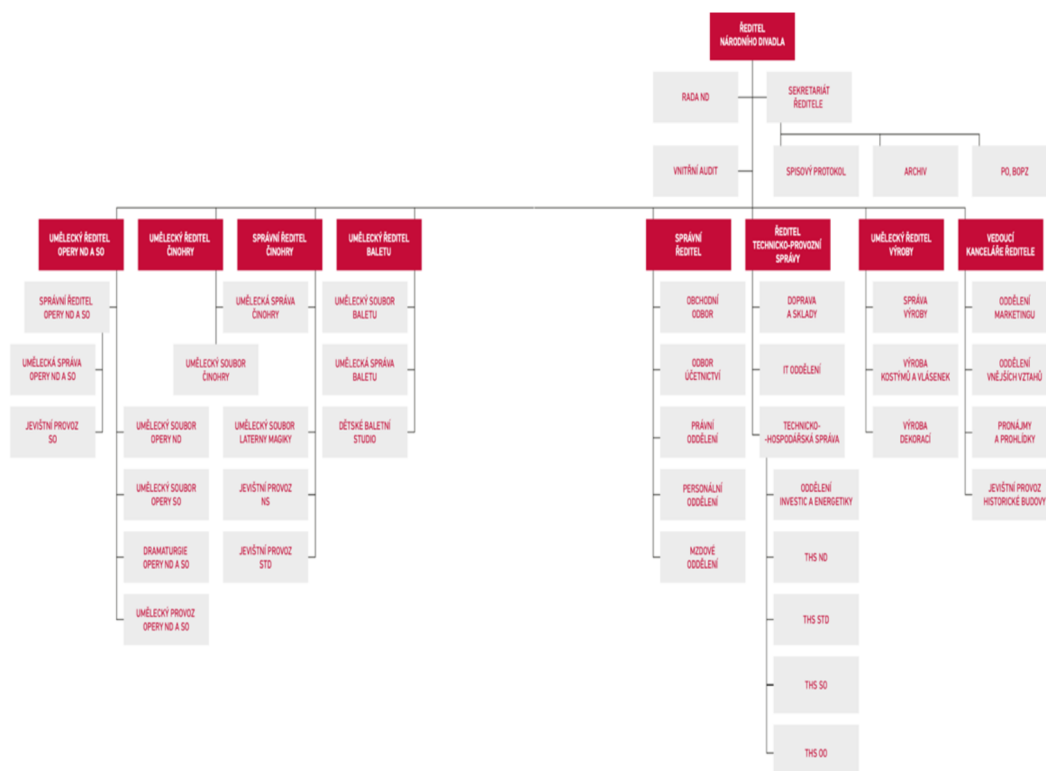 ŘEDITEL
NÁRODNÍHO DIVADLA
RADA ND
SEKRETARIÁT
ŘEDITELE
VNITŘNÍ AUDIT
SPISOVÝ PROTOKOL
ARCHIV
PO, BOPZ
UMĚLECKÝ ŘEDITEL
OPERY ND A SO
UMĚLECKÝ ŘEDITEL
ČINOHRY
SPRÁVNÍ ŘEDITEL
ČINOHRY
UMĚLECKÝ ŘEDITEL
BALETU
SPRÁVNÍ
ŘEDITEL
ŘEDITEL
TECHNICKO-PROVOZNÍ
SPRÁVY
UMĚLECKÝ ŘEDITEL
VÝROBY
VEDOUCÍ
KANCELÁŘE ŘEDITELE
SPRÁVNÍ ŘEDITEL
OPERY ND A SO
UMĚLECKÁ SPRÁVA
OPERY ND A SO
JEVIŠTNÍ PROVOZ
SO
UMĚLECKÝ SOUBOR
OPERY ND
UMĚLECKÝ SOUBOR
OPERY SO
DRAMATURGIE
OPERY ND A SO
UMĚLECKÝ PROVOZ
OPERY ND A SO
UMĚLECKÝ SOUBOR
ČINOHRY
UMĚLECKÁ SPRÁVA
ČINOHRY
UMĚLECKÝ SOUBOR
LATERNY MAGIKY
JEVIŠTNÍ PROVOZ
NS
JEVIŠTNÍ PROVOZ
STD
UMĚLECKÝ SOUBOR
BALETU
UMĚLECKÁ SPRÁVA
BALETU
DĚTSKÉ BALETNÍ
STUDIO
OBCHODNÍ
ODBOR
ODBOR
ÚČETNICTVÍ
PRÁVNÍ
ODDĚLENÍ
PERSONÁLNÍ
ODDĚLENÍ
MZDOVÉ
ODDĚLENÍ
DOPRAVA
A SKLADY
IT ODDĚLENÍ
TECHNICKO-
-HOSPODÁŘSKÁ SPRÁVA
ODDĚLENÍ
INVESTIC A ENERGETIKY
THS ND
THS STD
THS SO
THS OO
SPRÁVA
VÝROBY
VÝROBA
KOSTÝMŮ A VLÁSENEK
VÝROBA
DEKORACÍ
ODDĚLENÍ
MARKETINGU
ODDĚLENÍ
VNĚJŠÍCH VZTAHŮ
PRONÁJMY
A PROHLÍDKY
JEVIŠTNÍ PROVOZ
HISTORICKÉ BUDOVY